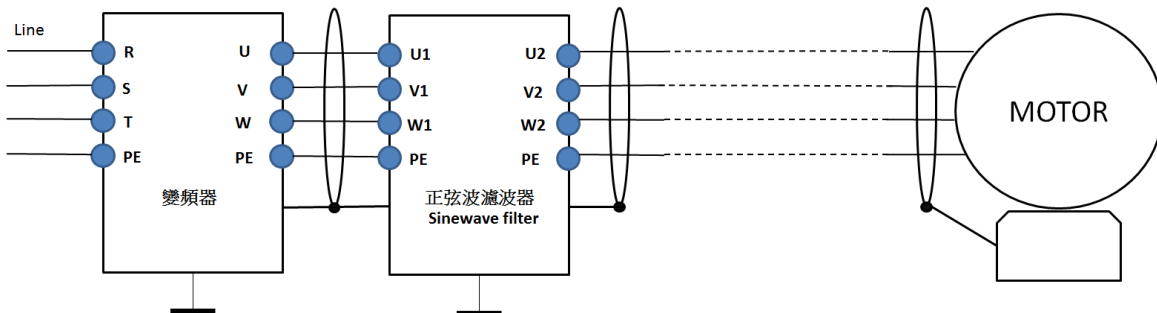 Line
R
S
T
PE
U
V
W
PE
變頻器
U1
V1
W1
PE
U2
V2
W2
PE
正弦波濾波器
Sinewave filter
MOTOR